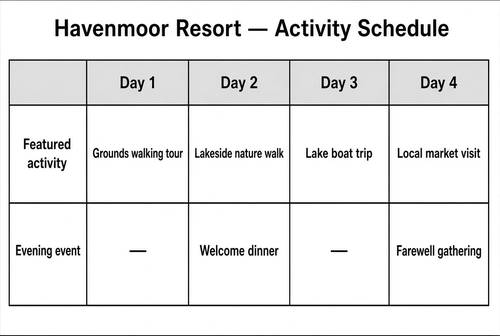 Havenmoor Resort — Activity Schedule
Day 1 Day 2 Day 3 Day 4
Featured
activity
Grounds walking tour Lakeside nature walk Lake boat trip Local market visit
Evening event — Welcome dinner — Farewell gathering